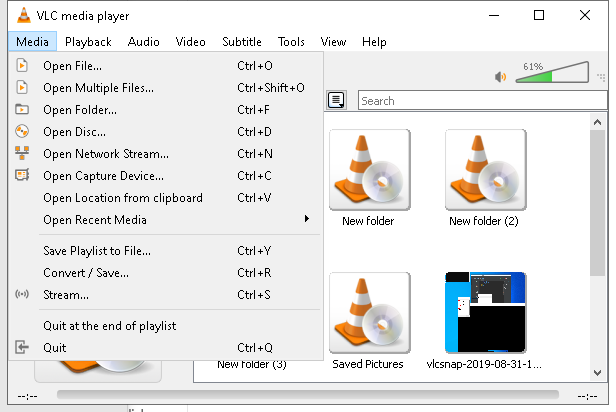 VLC media player
Media Playback Audio Video Subtitle Tools View Help
Open File... Ctrl+O
Open Multiple Files... Ctrl+Shift+O
Open Folder... Ctrl+F
Open Disc... Ctrl+D
Open Network Stream... Ctrl+N
Open Capture Device... Ctrl+C
Open Location from clipboard Ctrl+V
Open Recent Media
Save Playlist to File... Ctrl+Y
Convert / Save... Ctrl+R
Stream... Ctrl+S
Quit at the end of playlist
Quit Ctrl+Q
61%
Search
New folder
New folder (2)
New folder (3)
Saved Pictures
vlcsnap-2019-08-31-1...
--:-- --:--